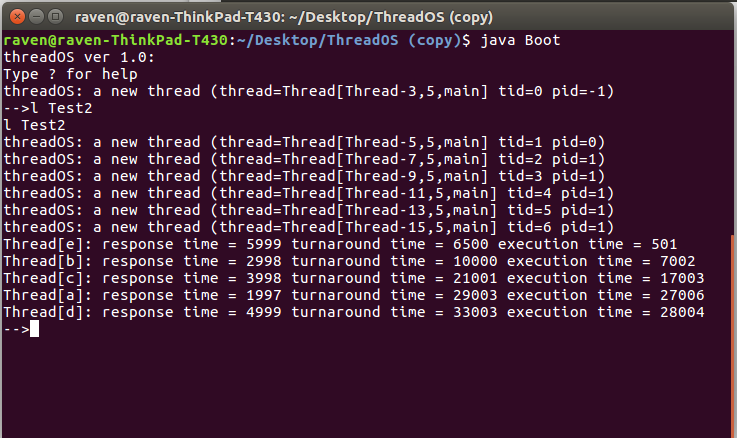 raven@raven-ThinkPad-T430: ~/Desktop/ThreadOS (copy)
raven@raven-ThinkPad-T430:~/Desktop/ThreadOS (copy)$ java Boot
threadOS ver 1.0:
Type ? for help
threadOS: a new thread (thread=Thread[Thread-3,5,main] tid=0 pid=-1)
-->l Test2
l Test2
threadOS: a new thread (thread=Thread[Thread-5,5,main] tid=1 pid=0)
threadOS: a new thread (thread=Thread[Thread-7,5,main] tid=2 pid=1)
threadOS: a new thread (thread=Thread[Thread-9,5,main] tid=3 pid=1)
threadOS: a new thread (thread=Thread[Thread-11,5,main] tid=4 pid=1)
threadOS: a new thread (thread=Thread[Thread-13,5,main] tid=5 pid=1)
threadOS: a new thread (thread=Thread[Thread-15,5,main] tid=6 pid=1)
Thread[e]: response time = 5999 turnaround time = 6500 execution time = 501
Thread[b]: response time = 2998 turnaround time = 10000 execution time = 7002
Thread[c]: response time = 3998 turnaround time = 21001 execution time = 17003
Thread[a]: response time = 1997 turnaround time = 29003 execution time = 27006
Thread[d]: response time = 4999 turnaround time = 33003 execution time = 28004
-->